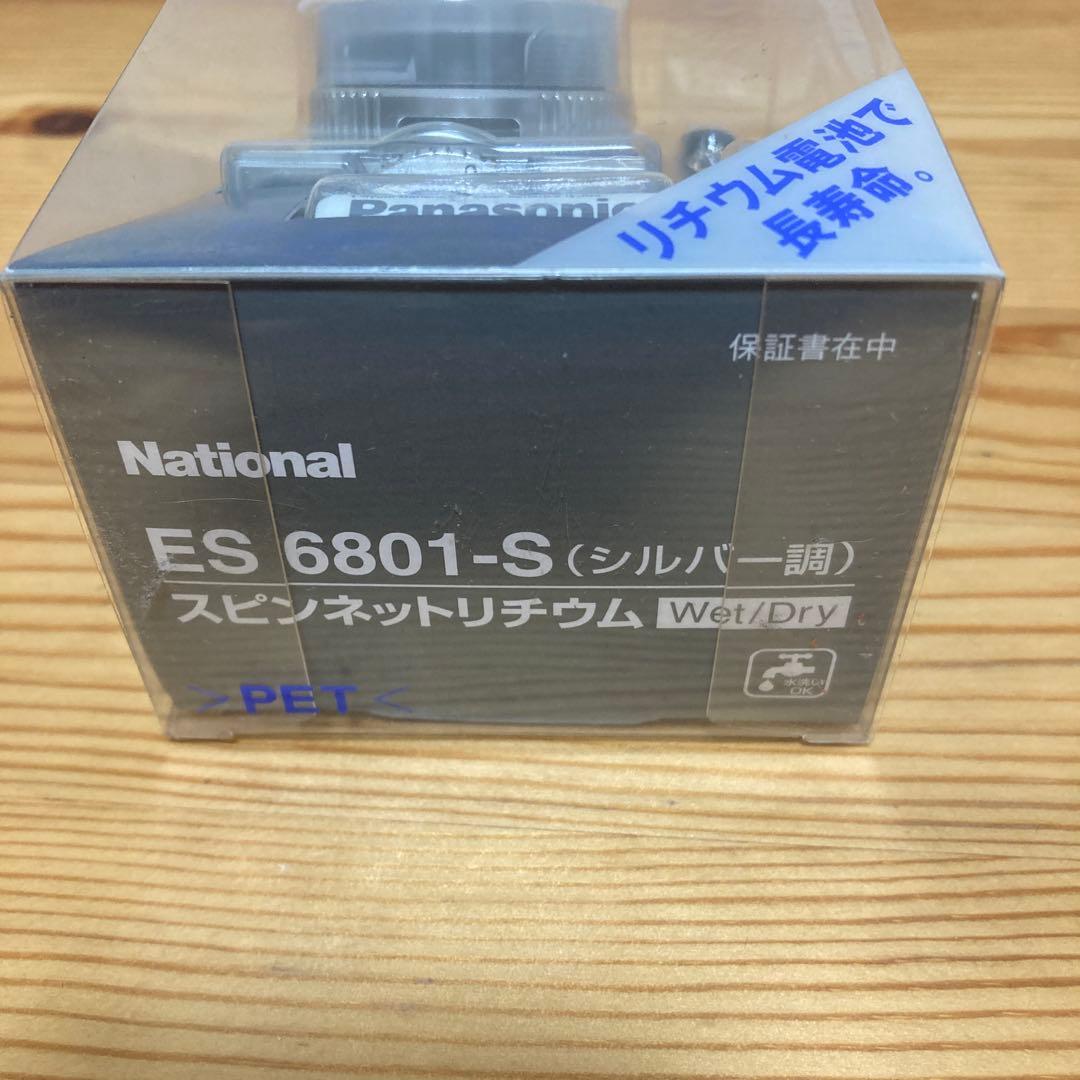 Panasonic
リチウム電池で
長寿命。
保証書在中
National
ES 6801-S(シルバー調)
スピンネットリチウム Wet/Dry
水洗い
OK
>PET<